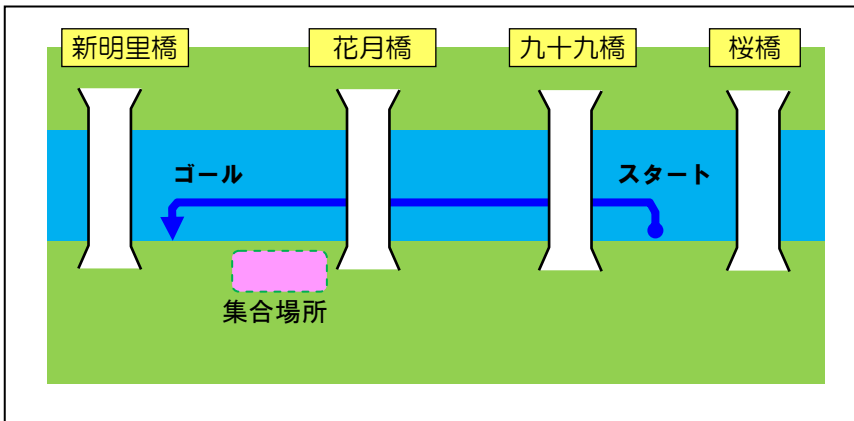 新明里橋
花月橋
九十九橋
桜橋
ゴール
スタート
集合場所